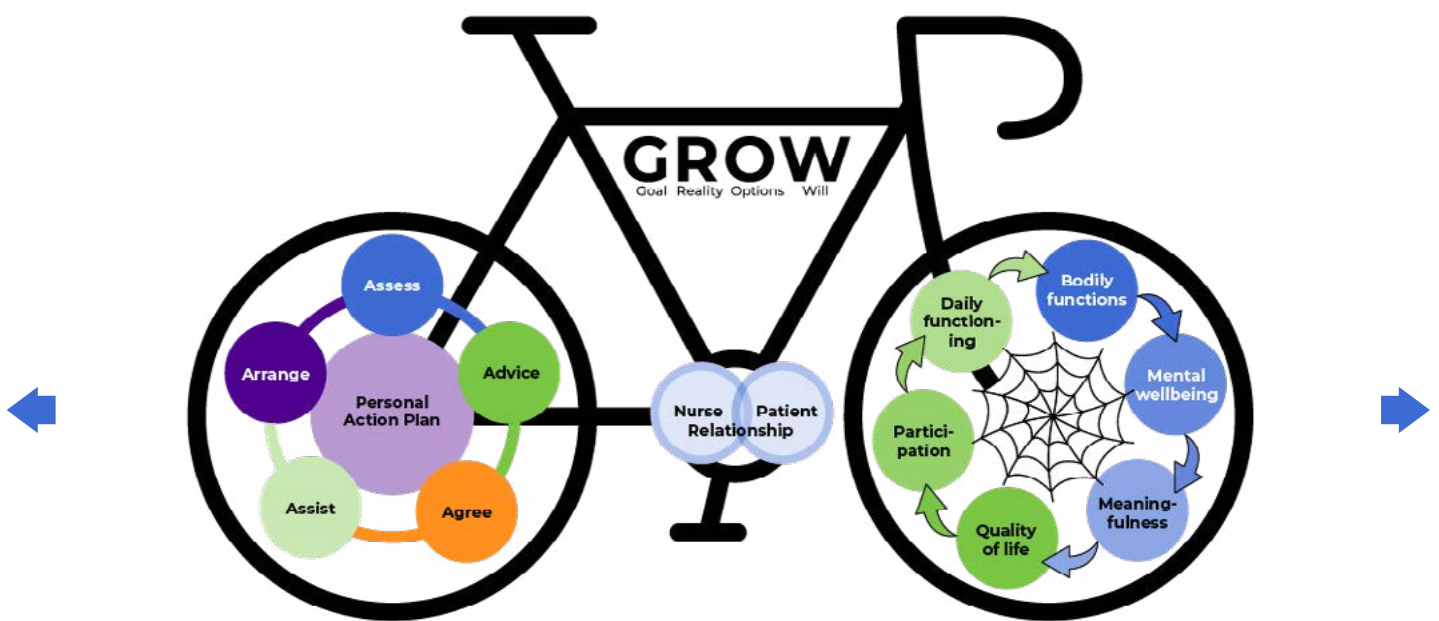 GROW
Goal Reality Options Will
Assess
Advice
Agree
Assist
Arrange
Personal
Action Plan
Nurse Patient
Relationship
Bodily
functions
Mental
wellbeing
Meaning-
fulness
Quality
of life
Partici-
pation
Daily
function-
ing